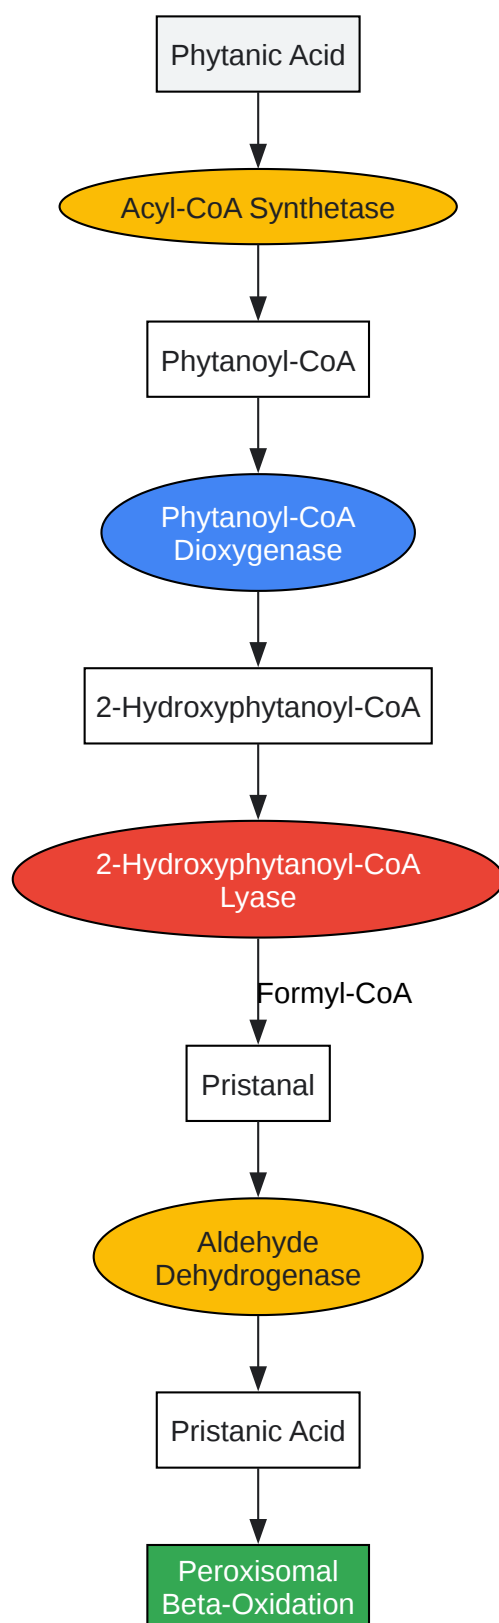 Phytanic Acid
Acyl-CoA Synthetase
Phytanoyl-CoA
Phytanoyl-CoA
Dioxygenase
2-Hydroxyphytanoyl-CoA
2-Hydroxyphytanoyl-CoA
Lyase
Formyl-CoA
Pristanal
Aldehyde
Dehydrogenase
Pristanic Acid
Peroxisomal
Beta-Oxidation